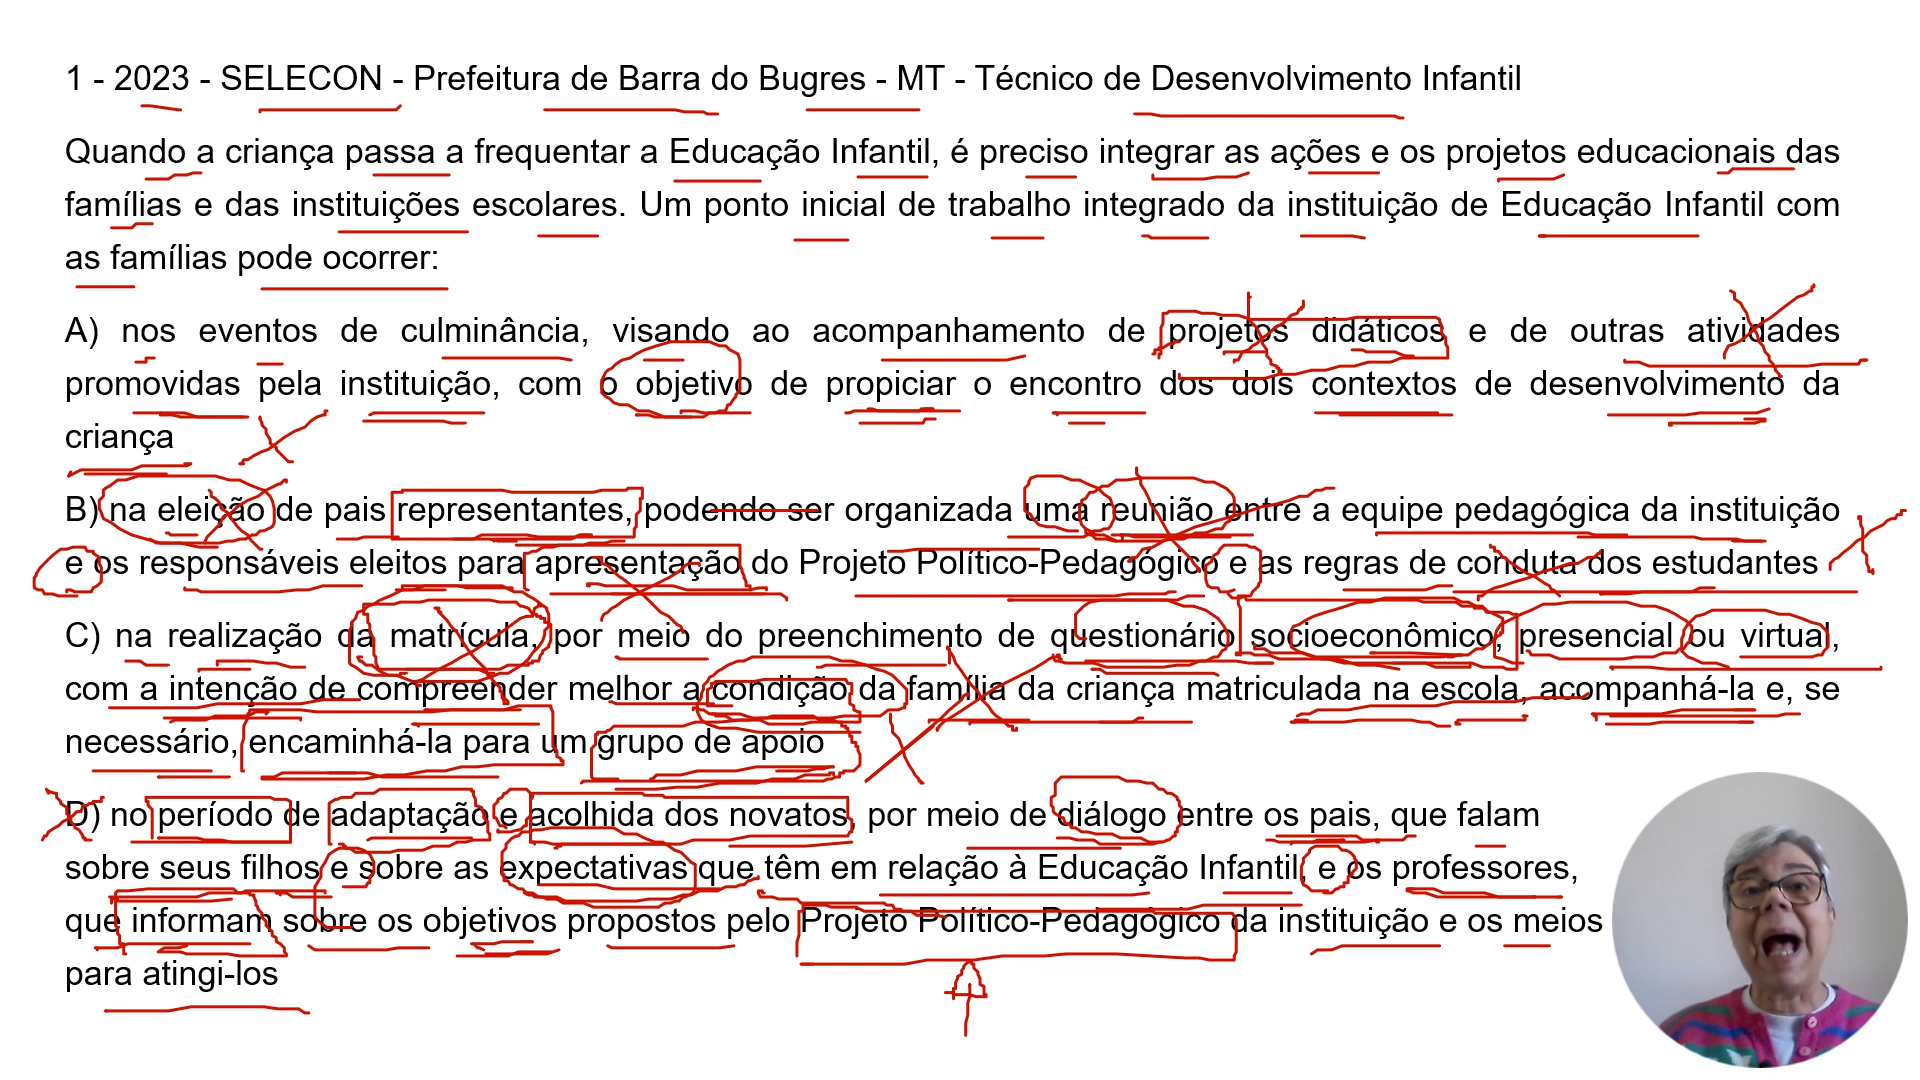 1 - 2023 - SELECON - Prefeitura de Barra do Bugres - MT - Técnico de Desenvolvimento Infantil
Quando a criança passa a frequentar a Educação Infantil, é preciso integrar as ações e os projetos educacionais das
famílias e das instituições escolares. Um ponto inicial de trabalho integrado da instituição de Educação Infantil com
as famílias pode ocorrer:
A) nos eventos de culminância, visando ao acompanhamento de projetos didáticos e de outras atividades
promovidas pela instituição, com o objetivo de propiciar o encontro dos dois contextos de desenvolvimento da
criança
B) na eleição de pais representantes, podendo ser organizada uma reunião entre a equipe pedagógica da instituição
e os responsáveis eleitos para apresentação do Projeto Político-Pedagógico e as regras de conduta dos estudantes
C) na realização da matrícula, por meio do preenchimento de questionário socioeconômico, presencial ou virtual,
com a intenção de compreender melhor a condição da família da criança matriculada na escola, acompanhá-la e, se
necessário, encaminhá-la para um grupo de apoio
D) no período de adaptação e acolhida dos novatos, por meio de diálogo entre os pais, que falam
sobre seus filhos e sobre as expectativas que têm em relação à Educação Infantil, e os professores,
que informam sobre os objetivos propostos pelo Projeto Político-Pedagógico da instituição e os meios
para atingi-los